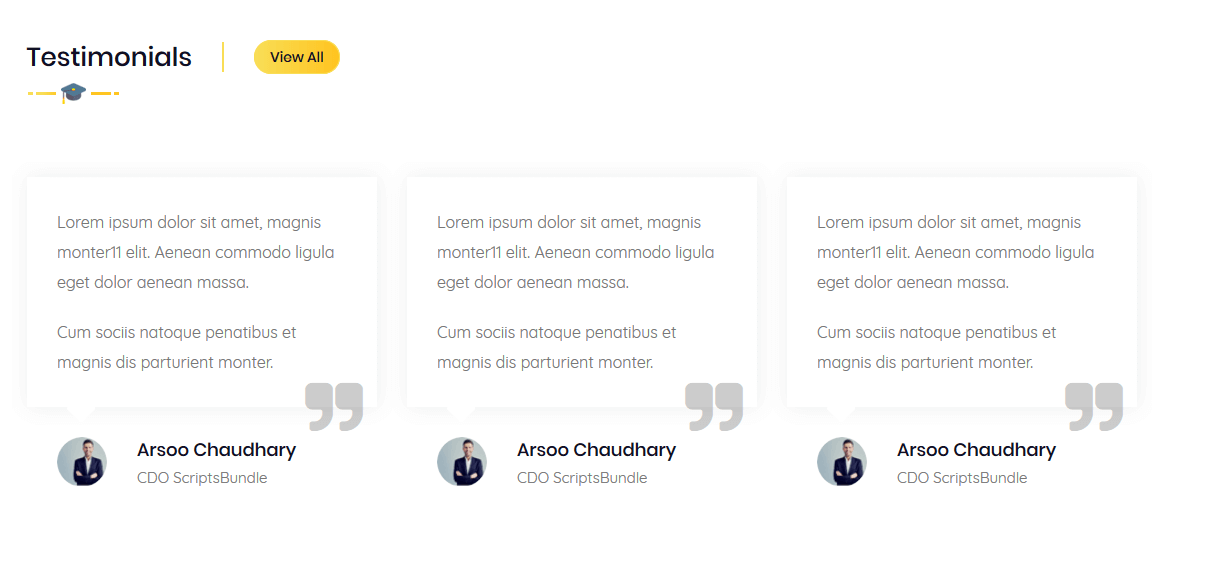 Testimonials
View All
Lorem ipsum dolor sit amet, magnis
monter11 elit. Aenean commodo ligula
eget dolor aenean massa.
Cum sociis natoque penatibus et
magnis dis parturient monter.
Arsoo Chaudhary
CDO ScriptsBundle
Lorem ipsum dolor sit amet, magnis
monter11 elit. Aenean commodo ligula
eget dolor aenean massa.
Cum sociis natoque penatibus et
magnis dis parturient monter.
Arsoo Chaudhary
CDO ScriptsBundle
Lorem ipsum dolor sit amet, magnis
monter11 elit. Aenean commodo ligula
eget dolor aenean massa.
Cum sociis natoque penatibus et
magnis dis parturient monter.
Arsoo Chaudhary
CDO ScriptsBundle